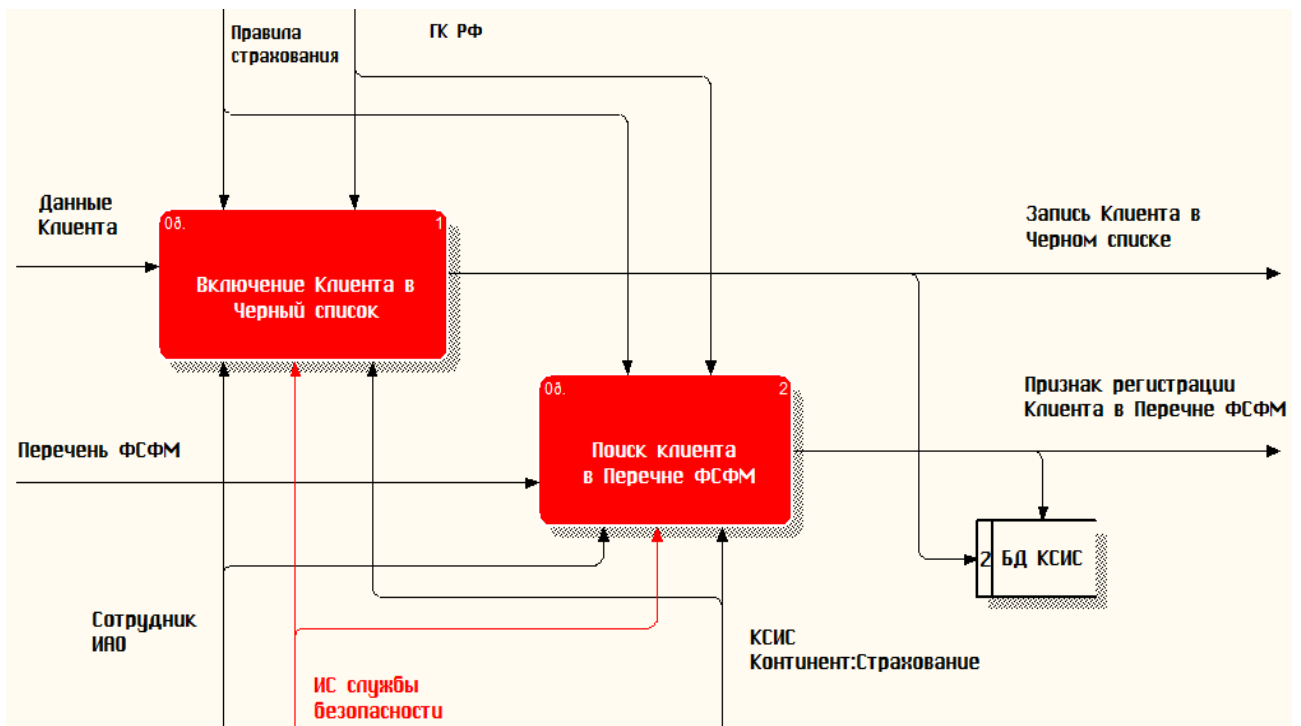 Правила
страхования
ГК РФ
Данные
Клиента
0д.
1
Включение Клиента в
Черный список
Запись Клиента в
Черном списке
0д.
2
Поиск клиента
в Перечне ФСФМ
Признак регистрации
Клиента в Перечне ФСФМ
Перечень ФСФМ
2
БД КСИС
Сотрудник
ИАО
КСИС
Континент:Страхование
ИС службы
безопасности